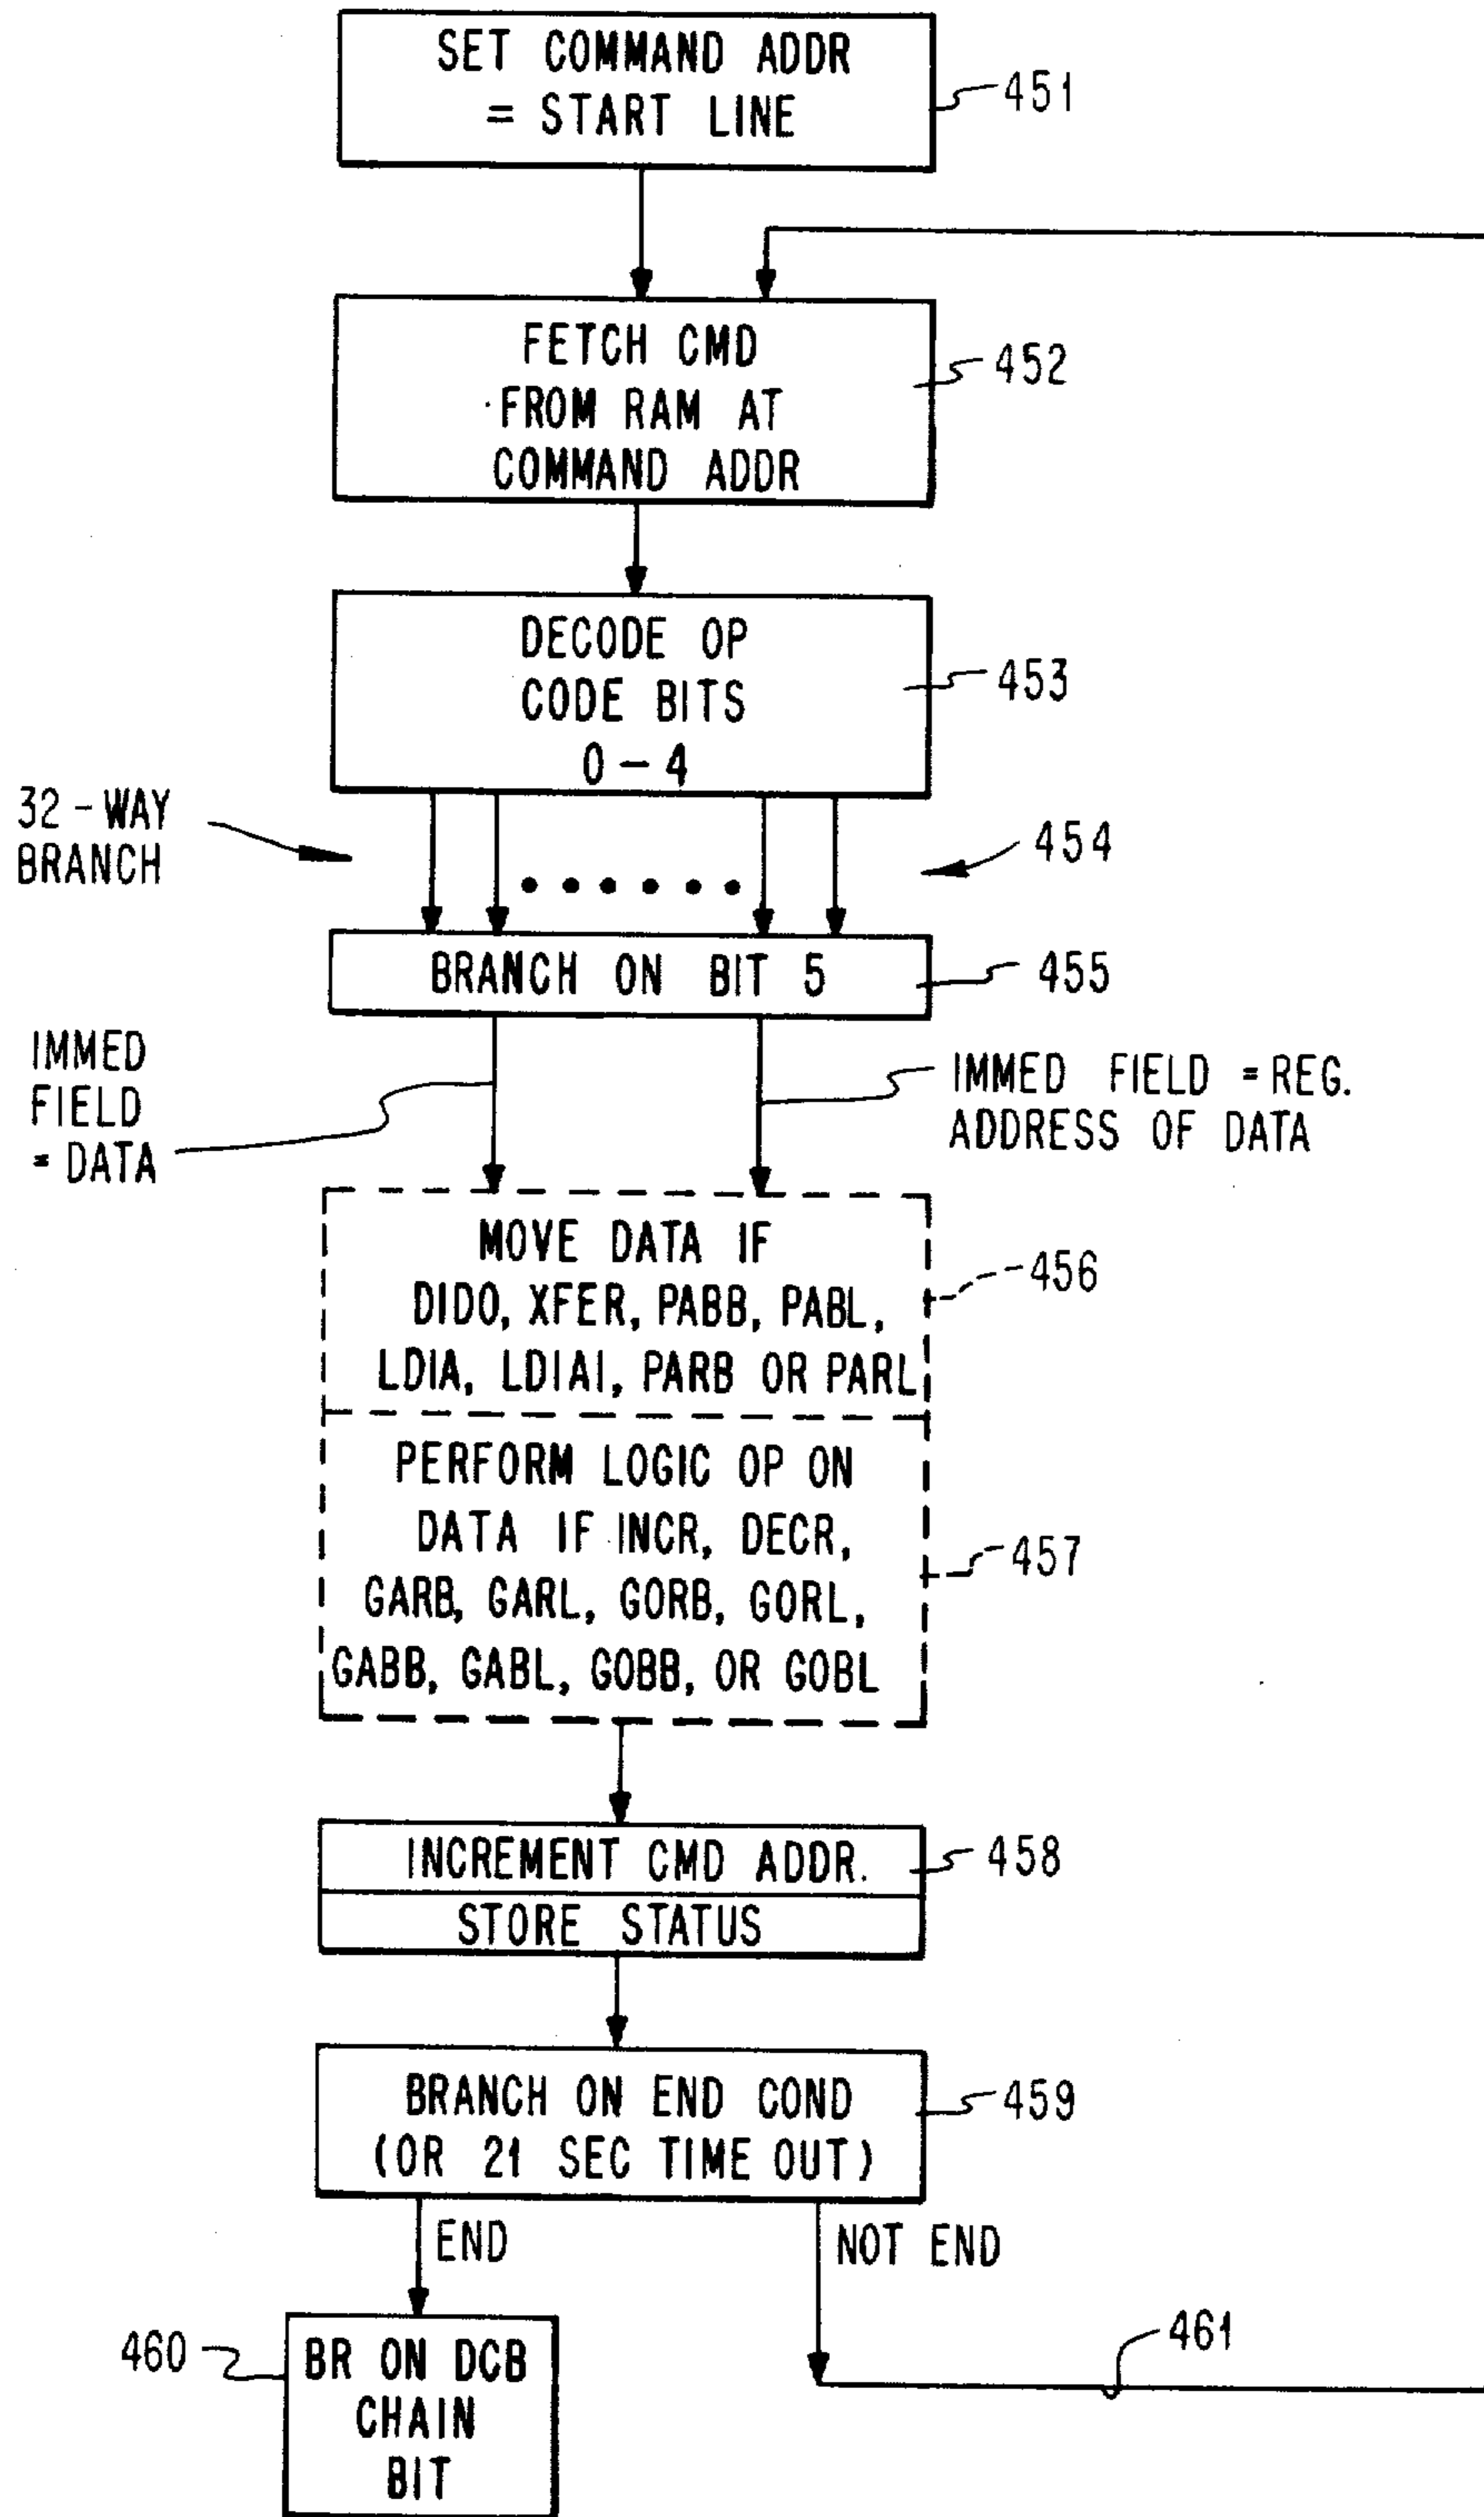 SET COMMAND ADDR
= START LINE
451
FETCH CMD
FROM RAM AT
COMMAND ADDR
452
DECODE OP
CODE BITS
0-4
453
32-WAY
BRANCH
454
BRANCH ON BIT 5
455
IMMED
FIELD
= DATA
IMMED FIELD = REG.
ADDRESS OF DATA
MOVE DATA IF
DIDO, XFER, PABB, PABL,
LDIA, LDIAI, PARB OR PARL
456
PERFORM LOGIC OP ON
DATA IF INCR, DECR,
GARB, GARL, GORB, GORL,
GABB, GABL, GOBB, OR GOBL
457
INCREMENT CMD ADDR.
458
STORE STATUS
BRANCH ON END COND
(OR 21 SEC TIME OUT)
459
END
NOT END
460
BR ON DCB
CHAIN
BIT
461